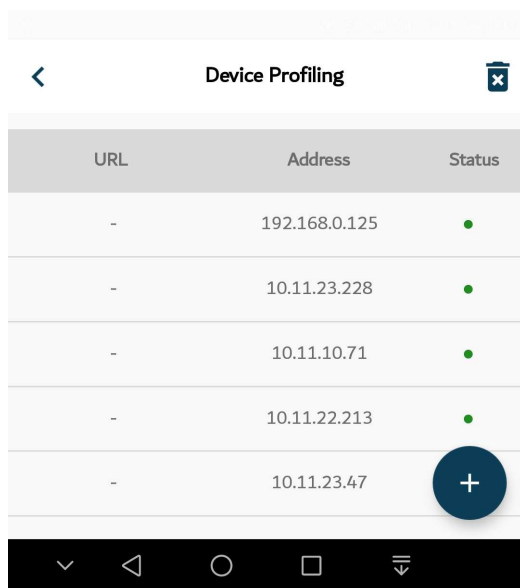 Device Profiling
URL Address Status
- 192.168.0.125
- 10.11.23.228
- 10.11.10.71
- 10.11.22.213
- 10.11.23.47